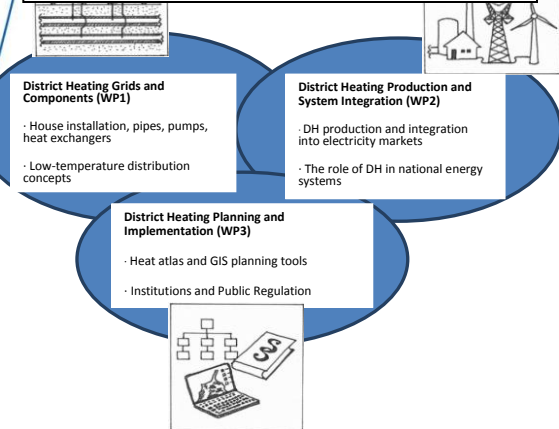 District Heating Grids and
Components (WP1)
· House installation, pipes, pumps,
heat exchangers
· Low-temperature distribution
concepts
District Heating Production and
System Integration (WP2)
· DH production and integration
into electricity markets
· The role of DH in national energy
systems
District Heating Planning and
Implementation (WP3)
· Heat atlas and GIS planning tools
· Institutions and Public Regulation